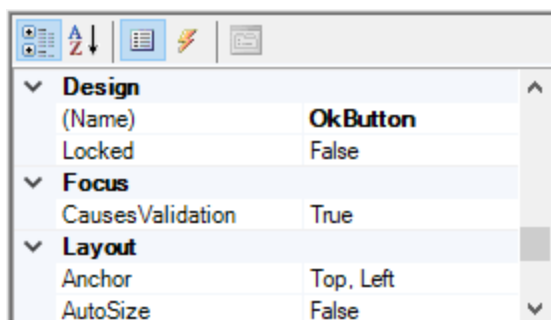 A
Z
Design
(Name) OkButton
Locked False
Focus
CausesValidation True
Layout
Anchor Top, Left
AutoSize False